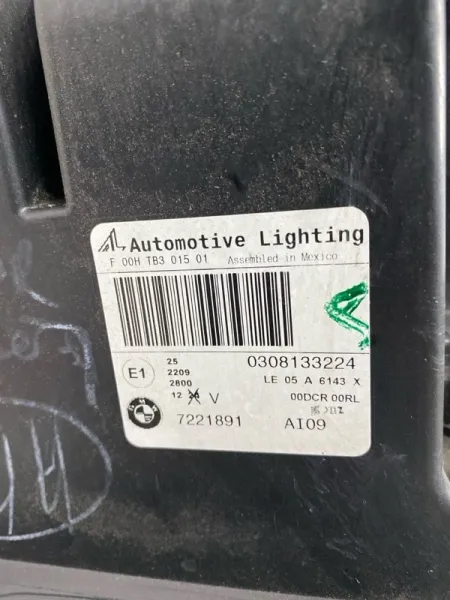 Automotive Lighting
F 00H TB3 015 01 Assembled in Mexico
E1
25
2209
2800
12 V
0308133224
LE 05 A 6143 X
00DCR 00RL
7221891 AI09